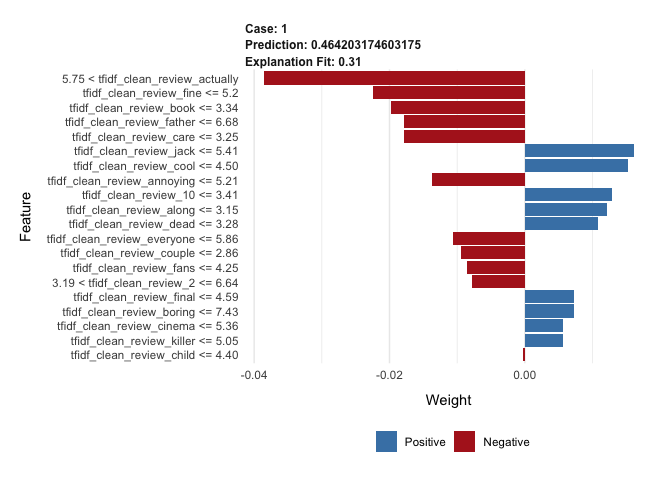 Case: 1
Prediction: 0.464203174603175
Explanation Fit: 0.31
Feature
5.75 < tfidf_clean_review_actually
tfidf_clean_review_fine <= 5.2
tfidf_clean_review_book <= 3.34
tfidf_clean_review_father <= 6.68
tfidf_clean_review_care <= 3.25
tfidf_clean_review_jack <= 5.41
tfidf_clean_review_cool <= 4.50
tfidf_clean_review_annoying <= 5.21
tfidf_clean_review_10 <= 3.41
tfidf_clean_review_along <= 3.15
tfidf_clean_review_dead <= 3.28
tfidf_clean_review_everyone <= 5.86
tfidf_clean_review_couple <= 2.86
tfidf_clean_review_fans <= 4.25
3.19 < tfidf_clean_review_2 <= 6.64
tfidf_clean_review_final <= 4.59
tfidf_clean_review_boring <= 7.43
tfidf_clean_review_cinema <= 5.36
tfidf_clean_review_killer <= 5.05
tfidf_clean_review_child <= 4.40
-0.04 -0.02 0.00
Weight
Positive Negative